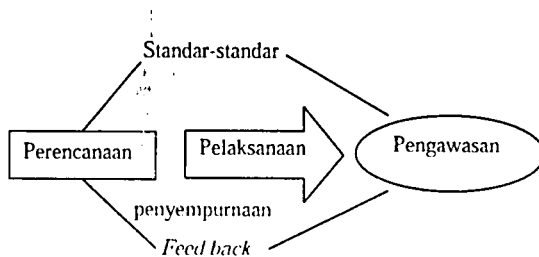 Standar-standar
Perencanaan
Pelaksanaan
Pengawasan
penyempurnaan
Feed back